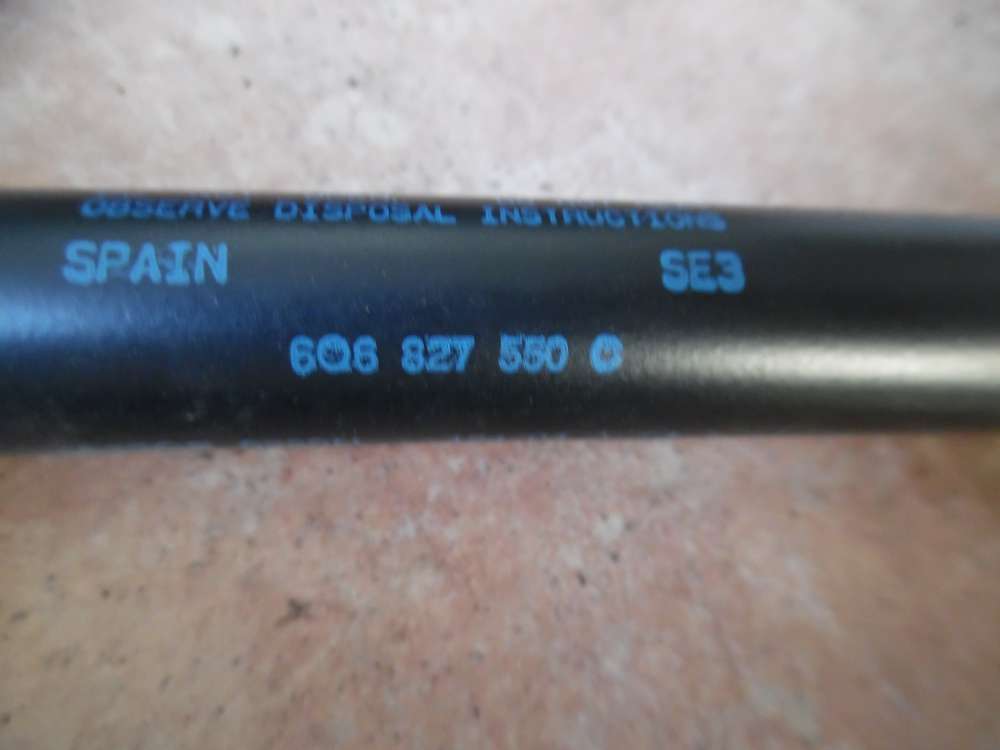 OBSERVE DISPOSAL INSTRUCTIONS
SPAIN SE3
6Q6 827 550 C